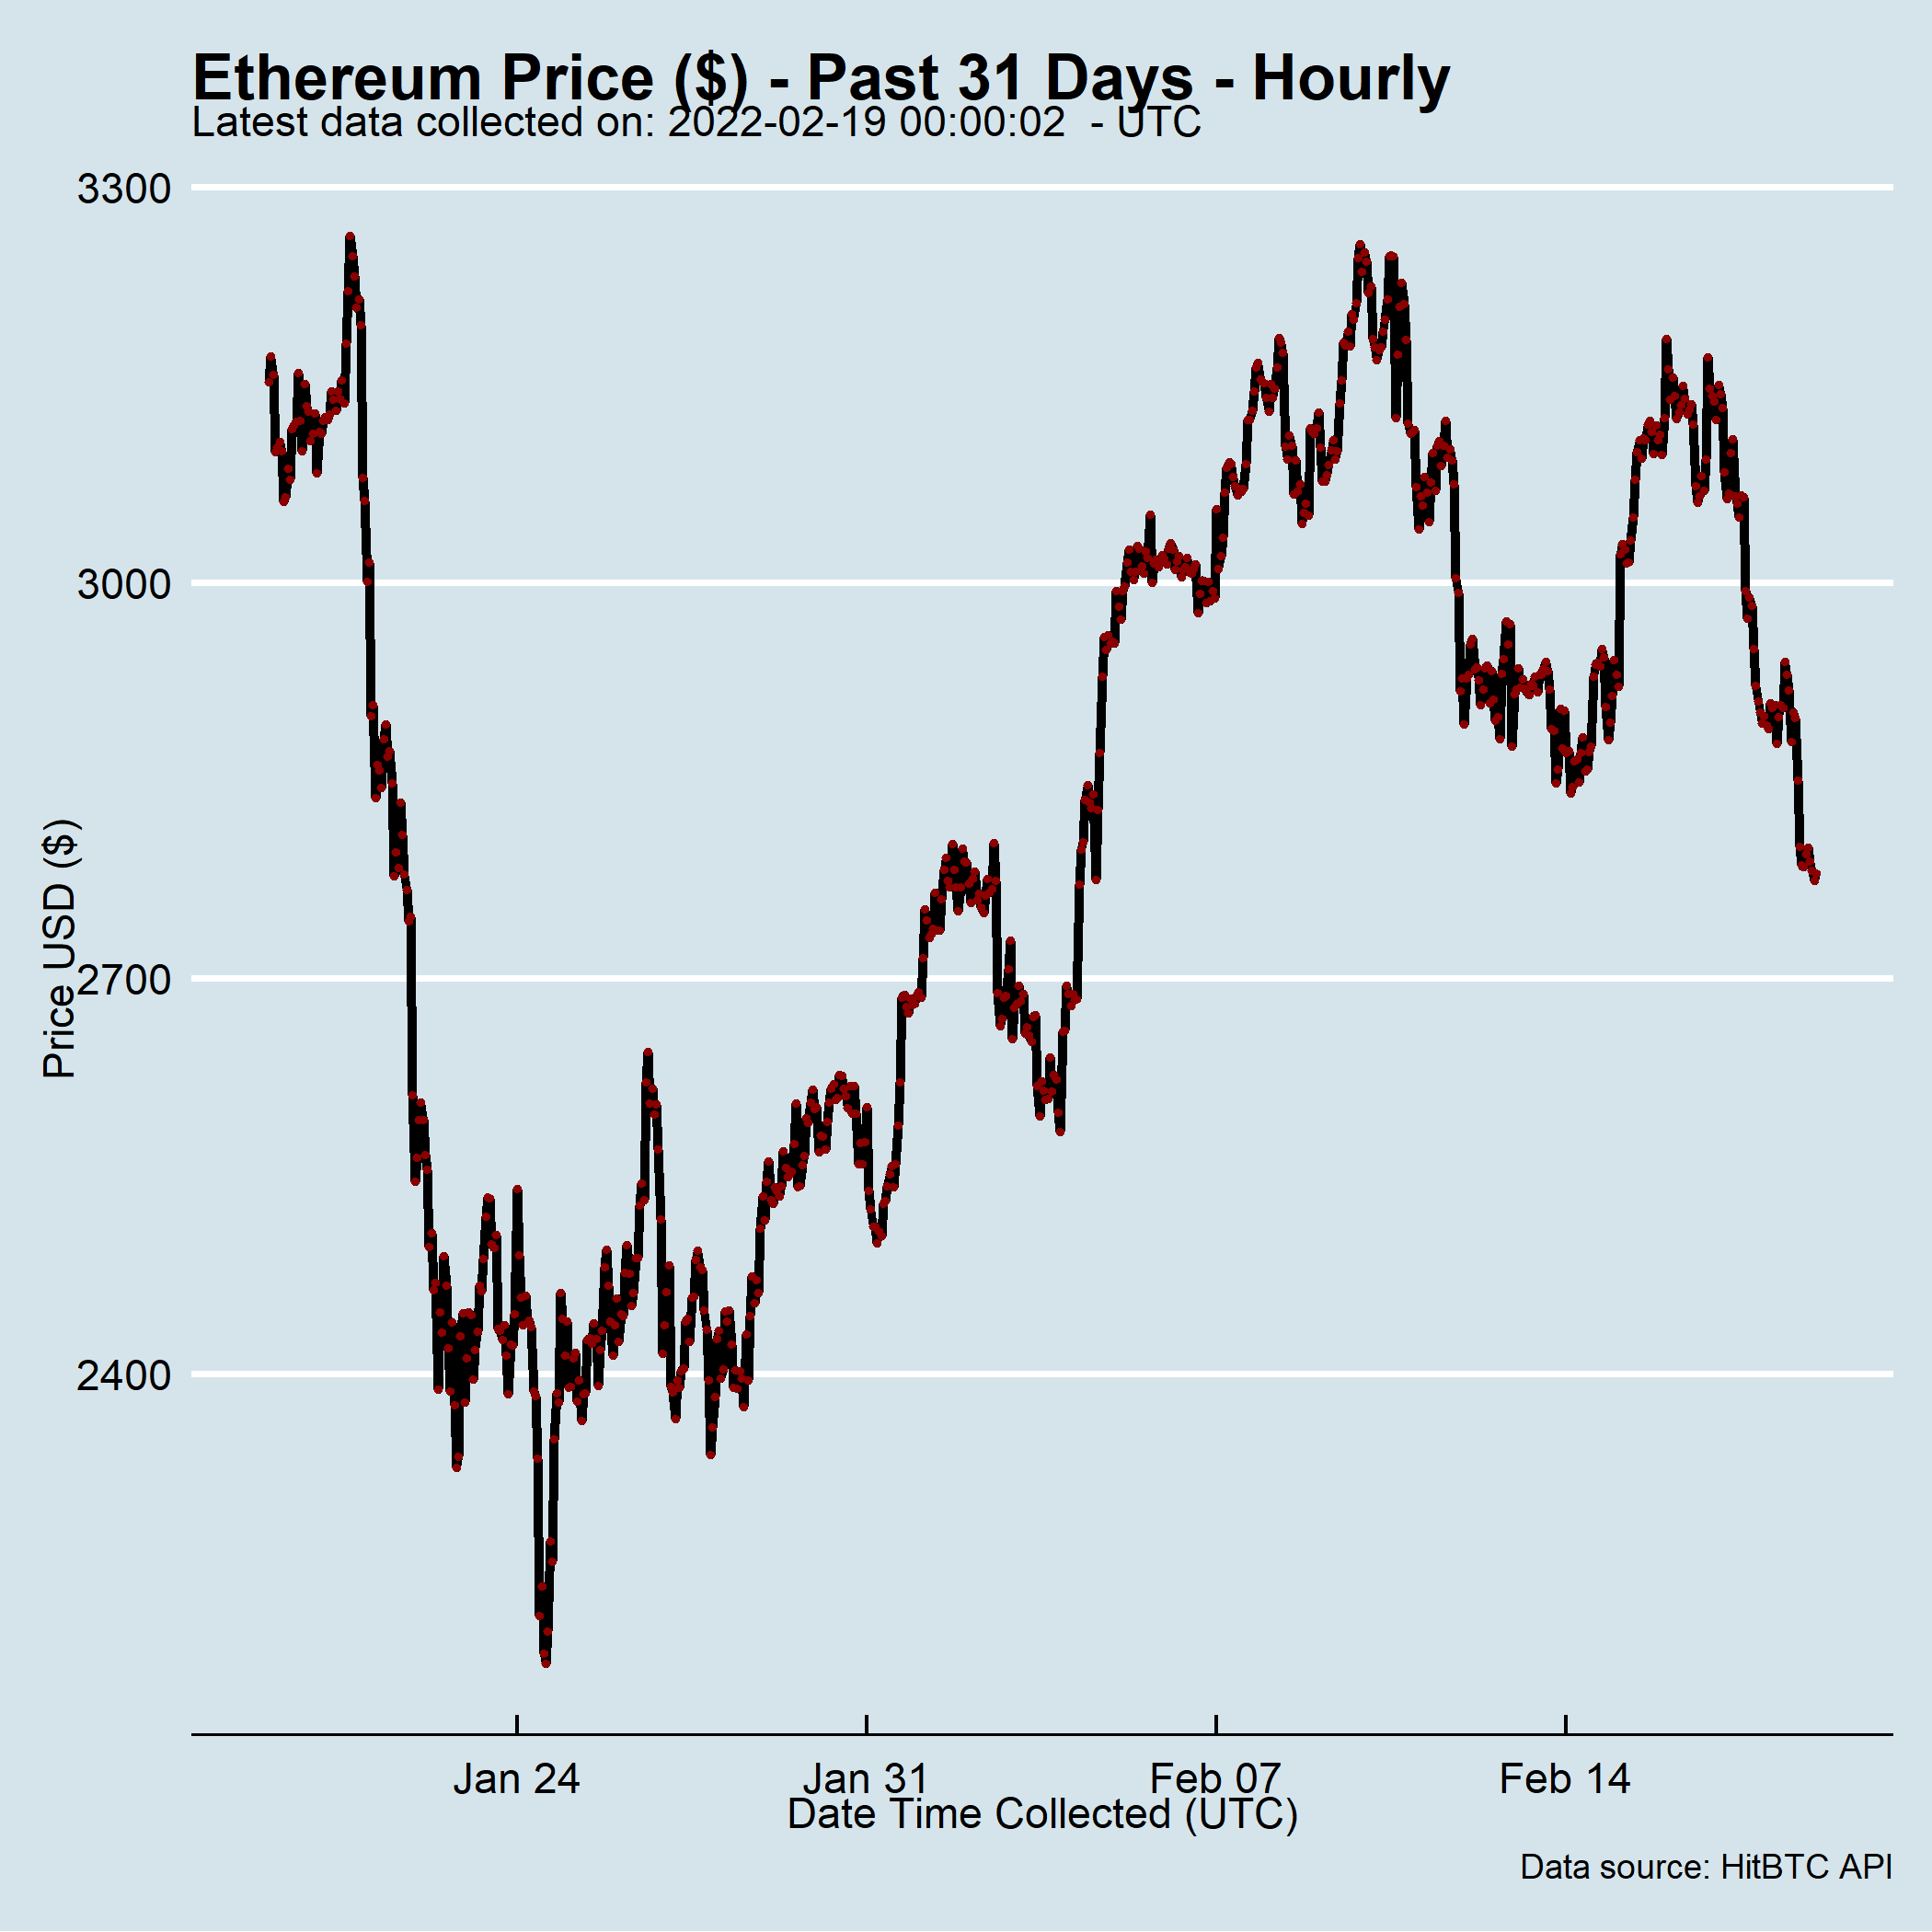 Ethereum Price ($) - Past 31 Days - Hourly
Latest data collected on: 2022-02-19 00:00:02  - UTC
3300
3000
2700
2400
Price USD ($)
Jan 24
Jan 31
Feb 07
Feb 14
Date Time Collected (UTC)
Data source: HitBTC API